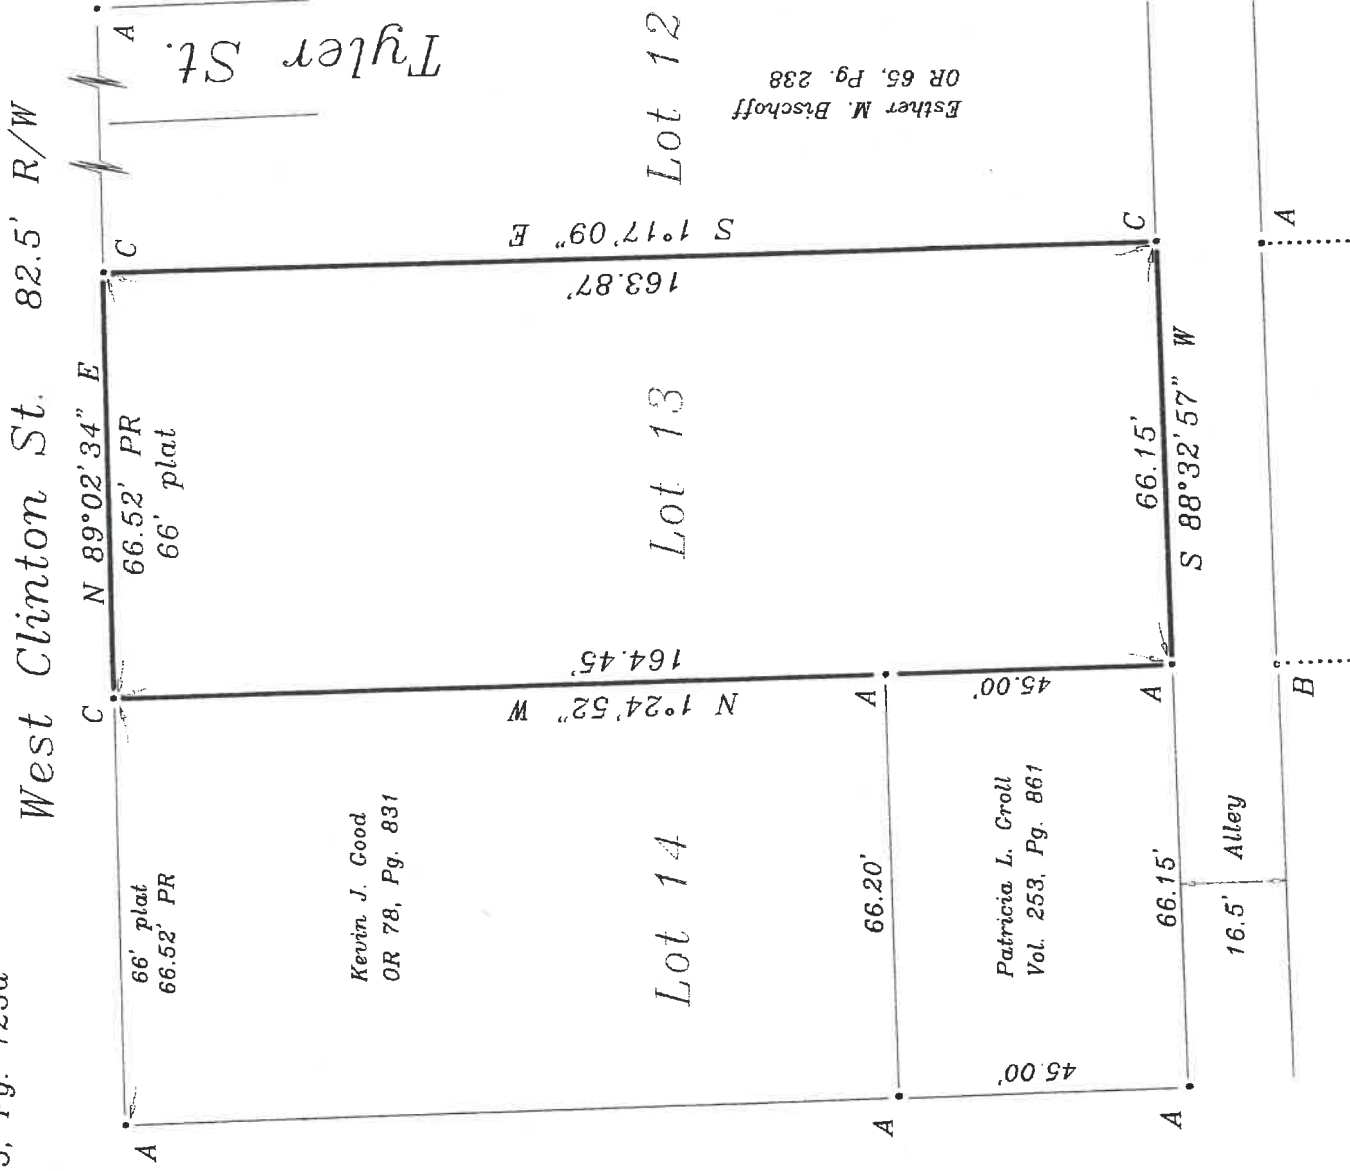 West Clinton St. 82.5' R/W
Tyler St.
A
C
N 89°02'34" E
66.52' PR
66' plat
C
Lot 12
Esther M. Bischoff
OR 65, Pg. 238
S 1°17'09" E
163.87'
Lot 13
164.45'
N 1°24'52" W
66' plat
66.52' PR
A
Kevin J. Good
OR 78, Pg. 831
Lot 14
66.20'
A
A
45.00'
Patricia L. Groll
Vol. 253, Pg. 861
45.00'
66.15'
A
A
66.15'
S 88°32'57" W
C
16.5' Alley
B
A